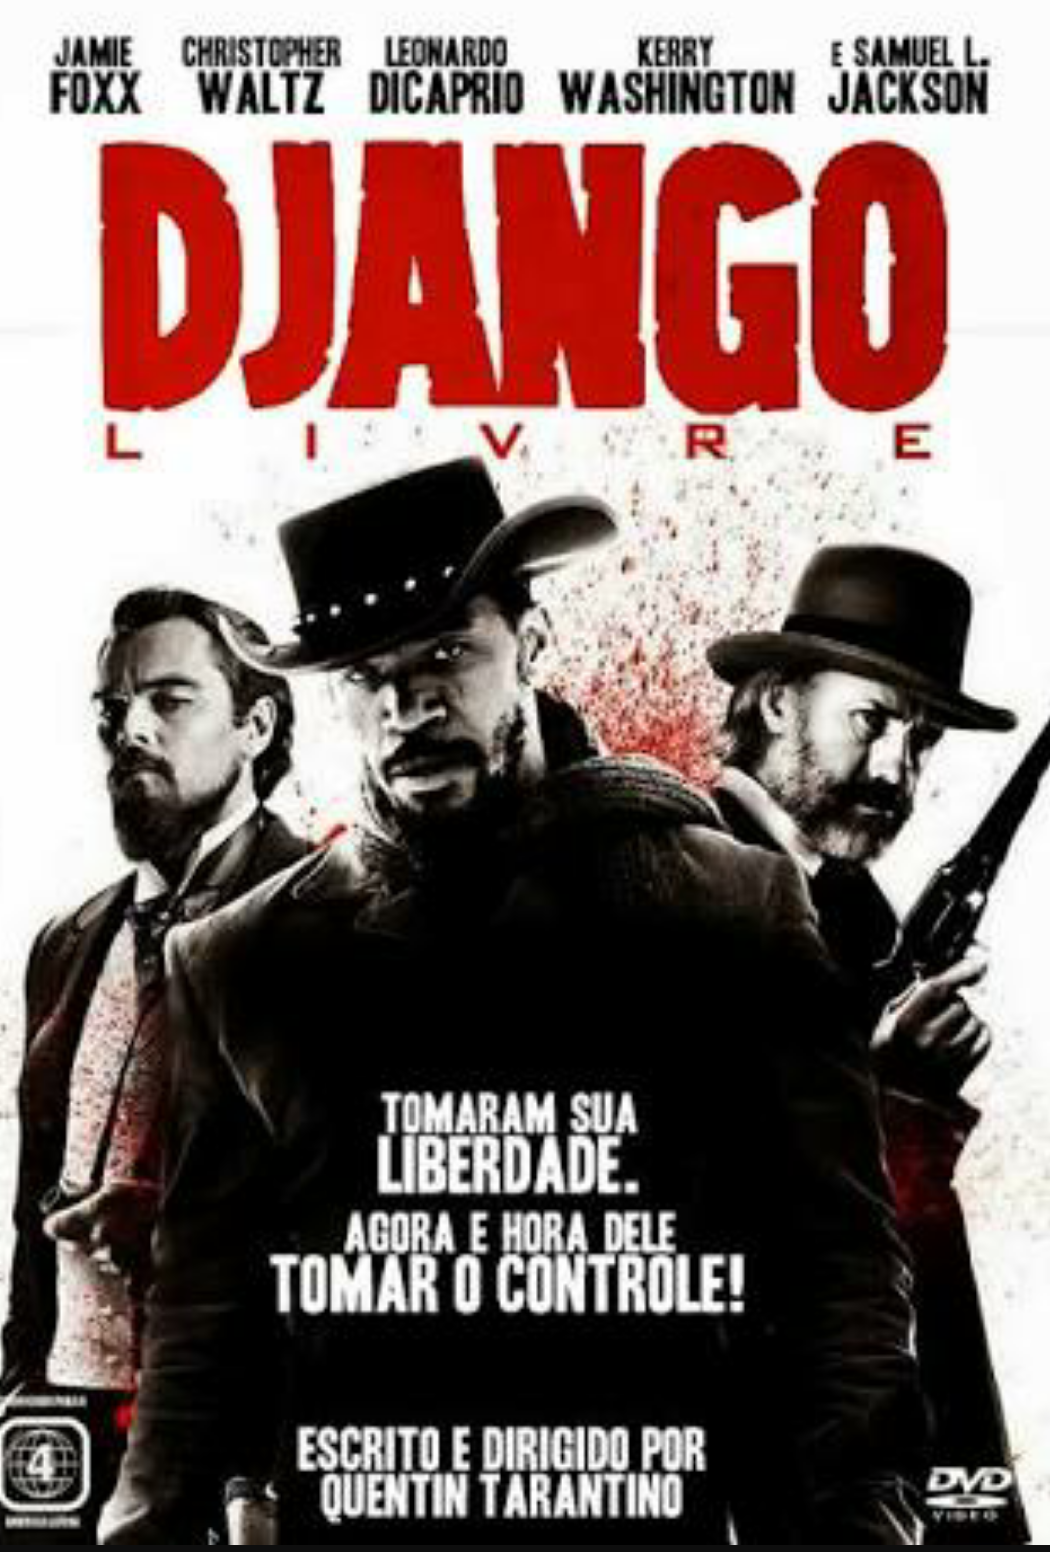 JAMIE FOXX
CHRISTOPHER WALTZ
LEONARDO DICAPRIO
KERRY WASHINGTON
E SAMUEL L. JACKSON
DJANGO
LIVRE
TOMARAM SUA
LIBERDADE.
AGORA E HORA DELE
TOMAR O CONTROLE!
ESCRITO E DIRIGIDO POR
QUENTIN TARANTINO
4
DVD
VIDEO